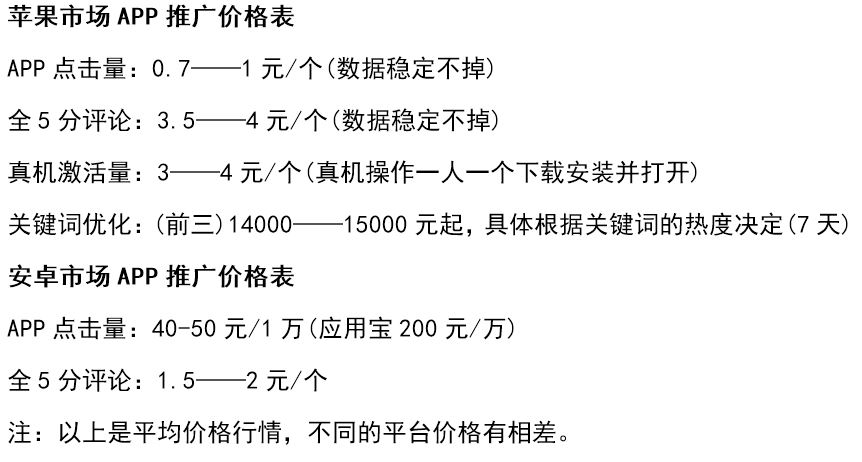 苹果市场 APP 推广价格表
APP 点击量：0.7——1 元/个(数据稳定不掉)
全 5 分评论：3.5——4 元/个(数据稳定不掉)
真机激活量：3——4 元/个(真机操作一人一个下载安装并打开)
关键词优化：(前三)14000——15000 元起，具体根据关键词的热度决定(7 天)
安卓市场 APP 推广价格表
APP 点击量：40-50 元/1 万(应用宝 200 元/万)
全 5 分评论：1.5——2 元/个
注：以上是平均价格行情，不同的平台价格有相差。